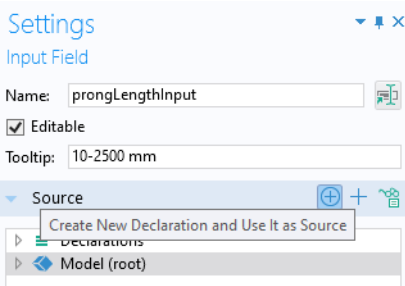 Settings
Input Field
Name: prongLengthInput
Editable
Tooltip: 10-2500 mm
Source
Create New Declaration and Use It as Source
Declarations
Model (root)